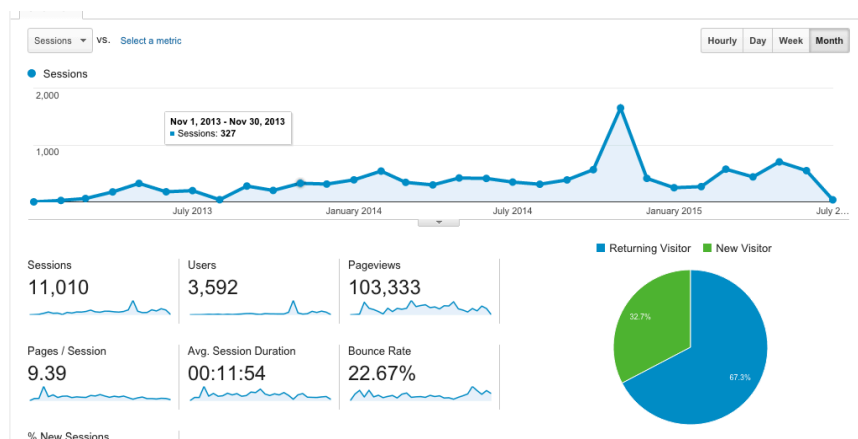 Sessions VS. Select a metric Hourly Day Week Month
Sessions
2,000
Nov 1, 2013 - Nov 30, 2013
Sessions: 327
1,000
July 2013 January 2014 July 2014 January 2015 July 2...
Returning Visitor New Visitor
Sessions Users Pageviews
11,010 3,592 103,333
32.7%
Pages / Session Avg. Session Duration Bounce Rate
9.39 00:11:54 22.67%
67.3%
% New Sessions